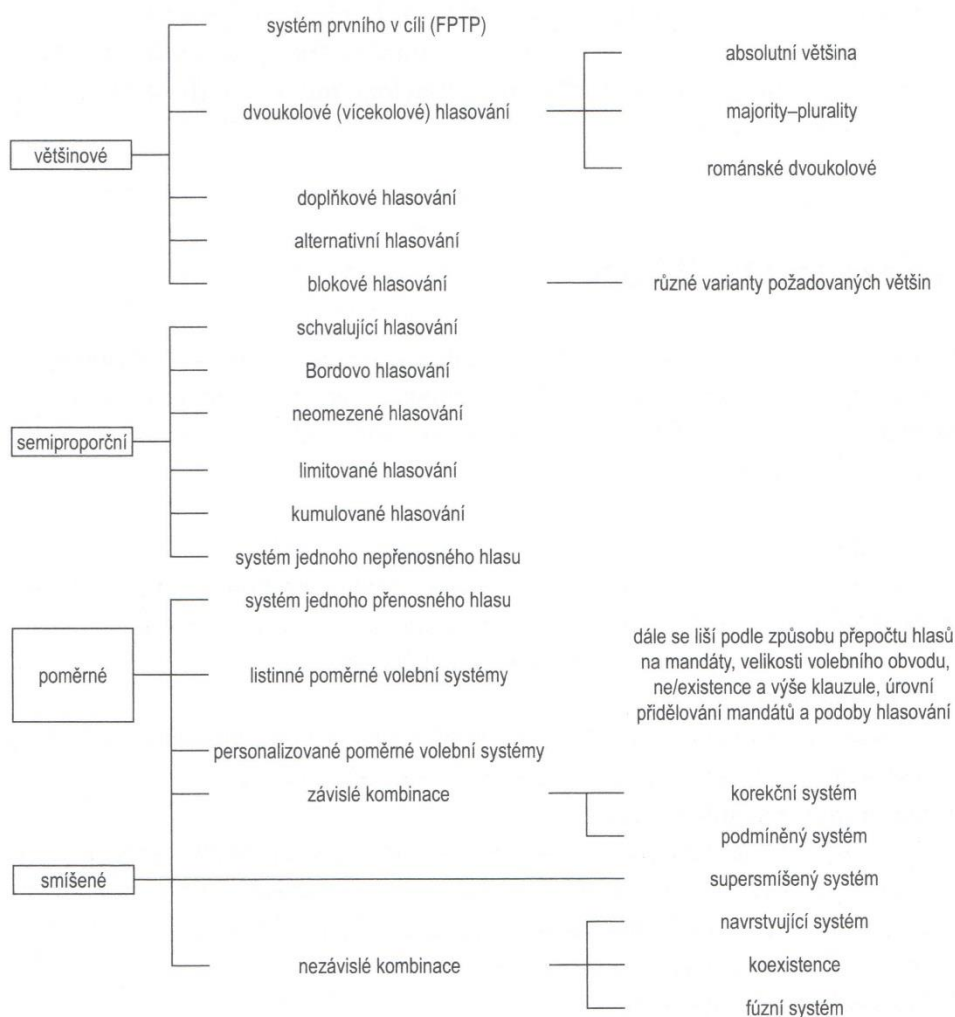 systém prvního v cíli (FPTP)
absolutní většina
dvoukolové (vícekolové) hlasování
majority–plurality
většinové
románské dvoukolové
doplňkové hlasování
alternativní hlasování
blokové hlasování
různé varianty požadovaných většin
schvalující hlasování
Bordovo hlasování
neomezené hlasování
semiproporční
limitované hlasování
kumulované hlasování
systém jednoho nepřenosného hlasu
systém jednoho přenosného hlasu
poměrné
listinné poměrné volební systémy
dále se liší podle způsobu přepočtu hlasů
na mandáty, velikosti volebního obvodu,
ne/existence a výše klauzule, úrovní
přidělování mandátů a podoby hlasování
personalizované poměrné volební systémy
závislé kombinace
korekční systém
podmíněný systém
smíšené
supersmíšený systém
navrstvující systém
nezávislé kombinace
koexistence
fúzní systém